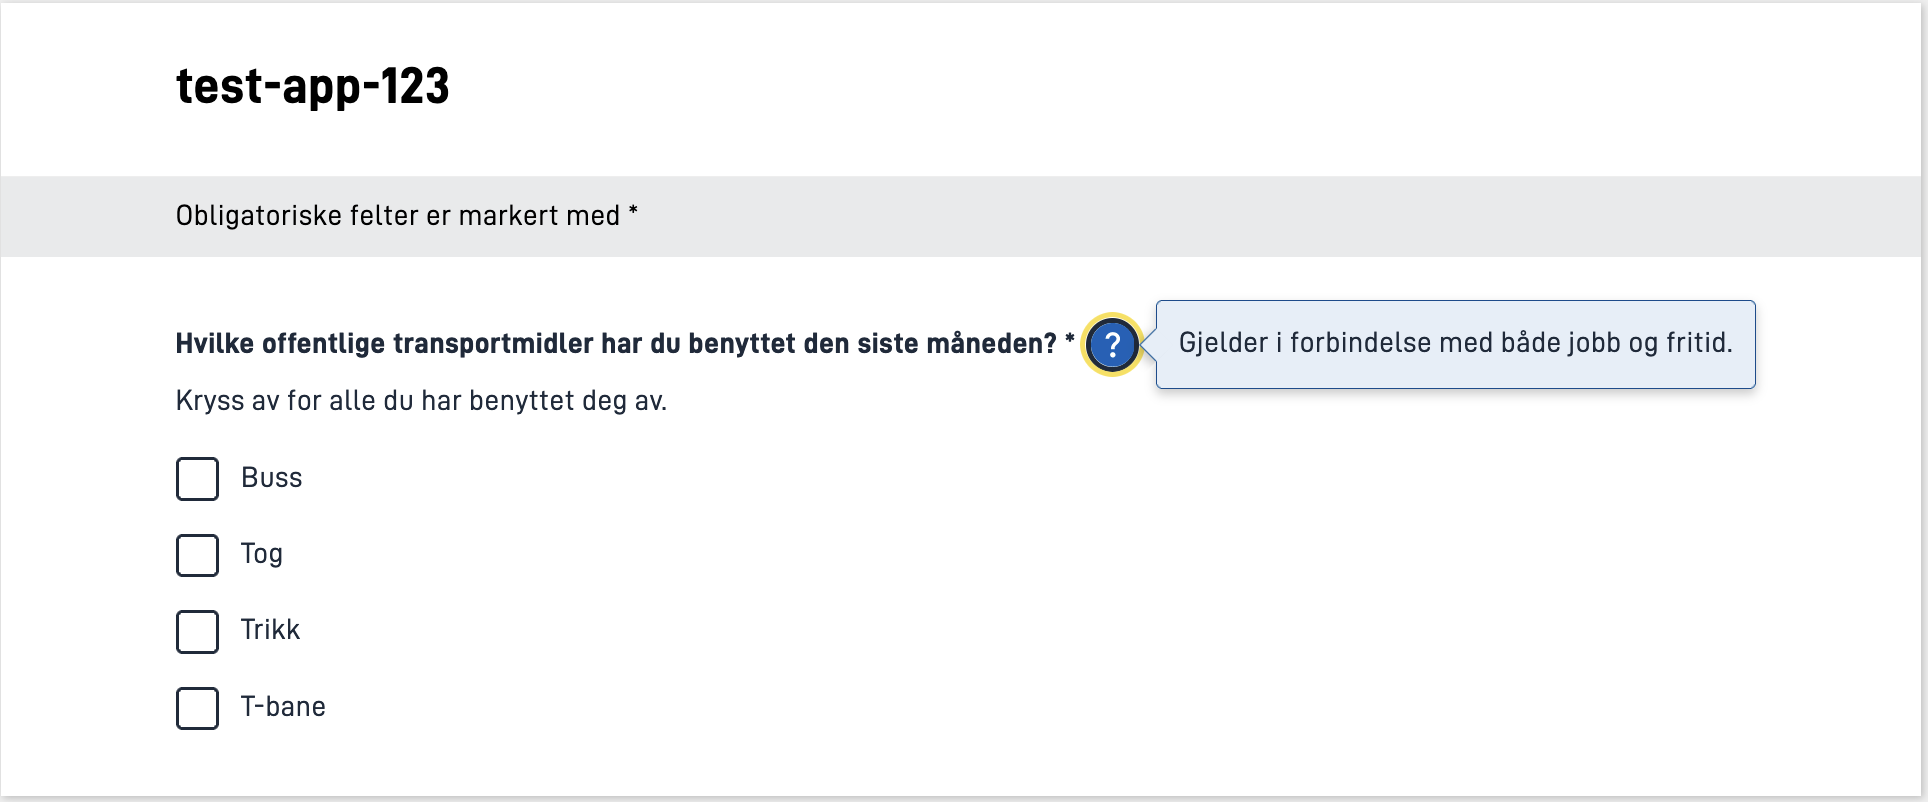 test-app-123
Obligatoriske felter er markert med *
Hvilke offentlige transportmidler har du benyttet den siste måneden? *
?
Gjelder i forbindelse med både jobb og fritid.
Kryss av for alle du har benyttet deg av.
Buss
Tog
Trikk
T-bane